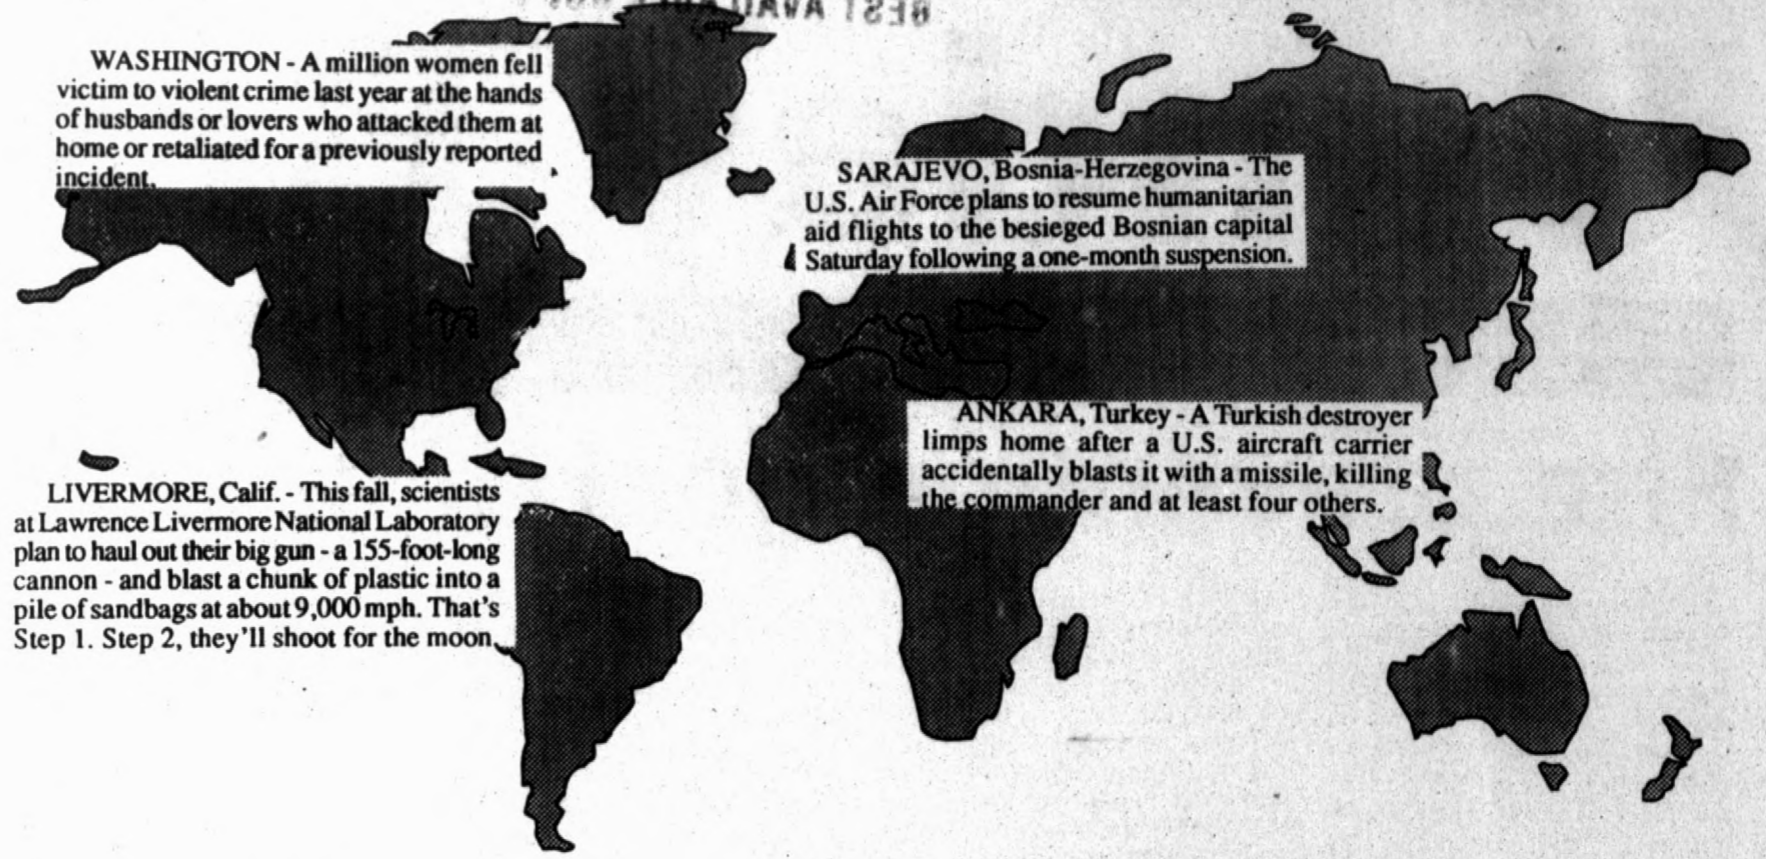 WASHINGTON - A million women fell
victim to violent crime last year at the hands
of husbands or lovers who attacked them at
home or retaliated for a previously reported
incident.
SARAJEVO, Bosnia-Herzegovina - The
U.S. Air Force plans to resume humanitarian
aid flights to the besieged Bosnian capital
Saturday following a one-month suspension.
ANKARA, Turkey - A Turkish destroyer
limps home after a U.S. aircraft carrier
accidentally blasts it with a missile, killing
the commander and at least four others.
LIVERMORE, Calif. - This fall, scientists
at Lawrence Livermore National Laboratory
plan to haul out their big gun - a 155-foot-long
cannon - and blast a chunk of plastic into a
pile of sandbags at about 9,000 mph. That's
Step 1. Step 2, they'll shoot for the moon.